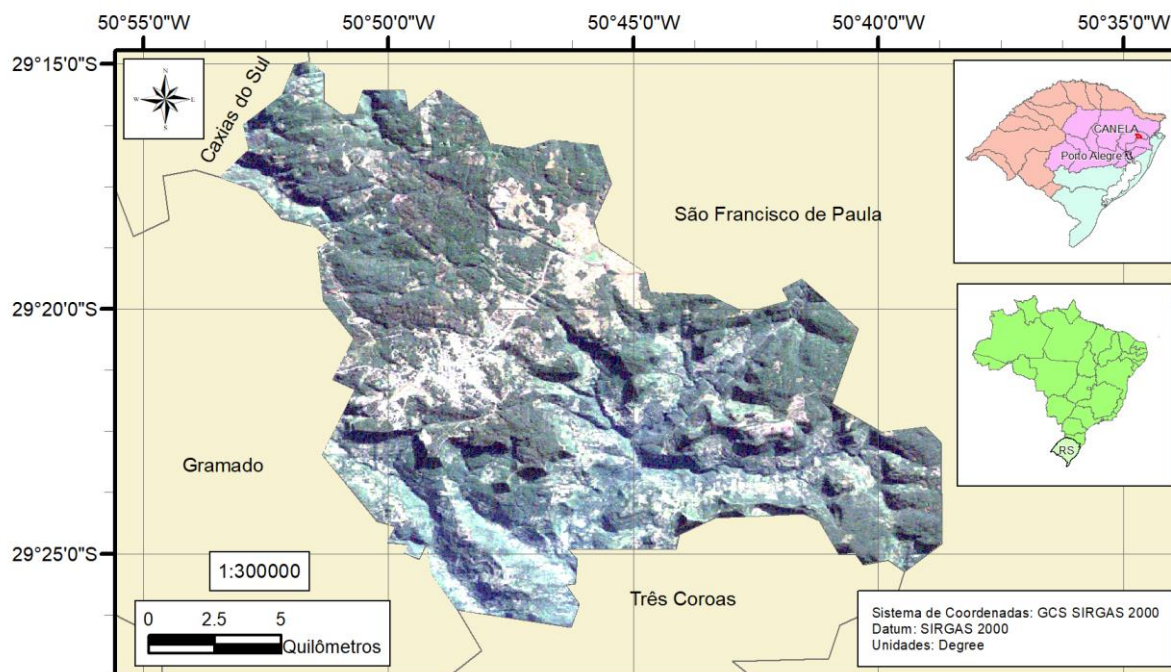 50°55'0"W
50°50'0"W
50°45'0"W
50°40'0"W
50°35'0"W
29°15'0"S
29°20'0"S
29°25'0"S
N
W
E
S
Caxias do Sul
São Francisco de Paula
Gramado
Três Coroas
CANELA
Porto Alegre
RS
1:300000
0 2.5 5
Quilômetros
Sistema de Coordenadas: GCS SIRGAS 2000
Datum: SIRGAS 2000
Unidades: Degree